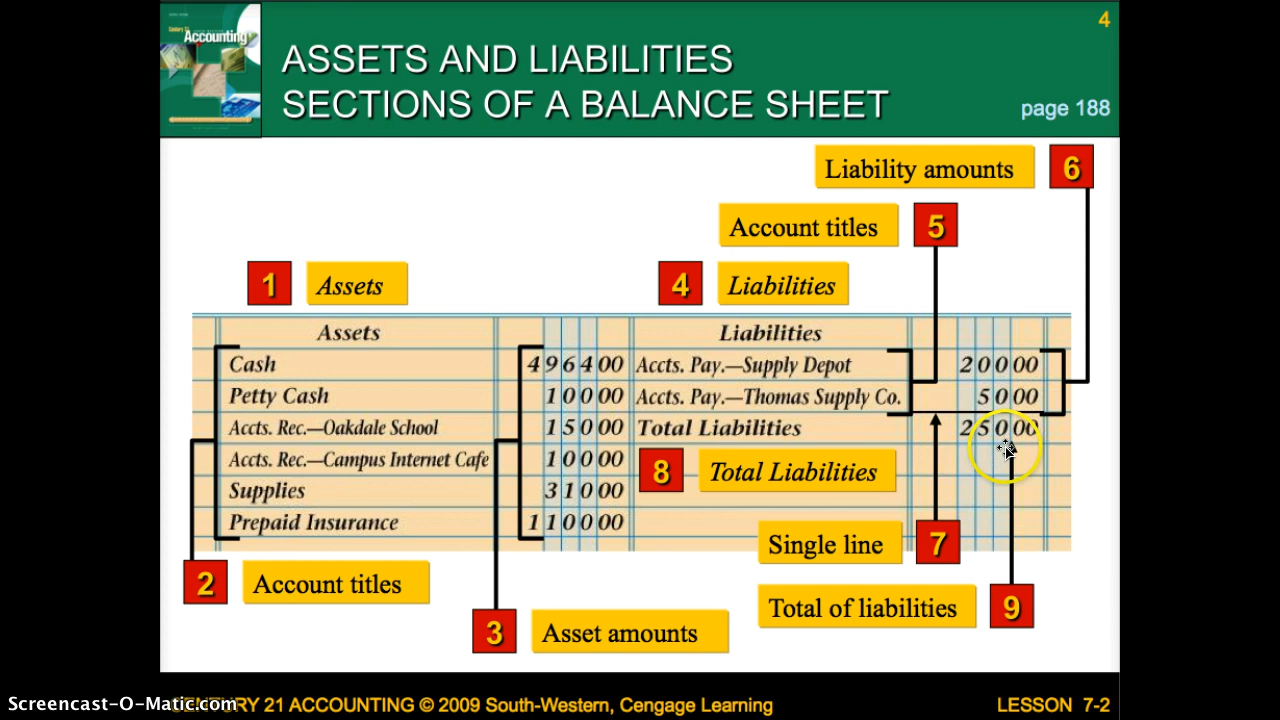 4
Century 21
Accounting
ASSETS AND LIABILITIES
SECTIONS OF A BALANCE SHEET
page 188
Liability amounts 6
Account titles 5
1 Assets 4 Liabilities
Assets Liabilities
Cash 4 9 6 4 00 Accts. Pay.—Supply Depot 2 0 0 00
Petty Cash 1 0 0 00 Accts. Pay.—Thomas Supply Co. 5 0 00
Accts. Rec.—Oakdale School 1 5 0 00 Total Liabilities 2 5 0 00
Accts. Rec.—Campus Internet Cafe 1 0 0 00
8 Total Liabilities
Supplies 3 1 0 00
Prepaid Insurance 1 1 0 0 00
Single line 7
2 Account titles
Total of liabilities 9
3 Asset amounts
Screencast-O-Matic.com
CENTURY 21 ACCOUNTING © 2009 South-Western, Cengage Learning
LESSON 7-2